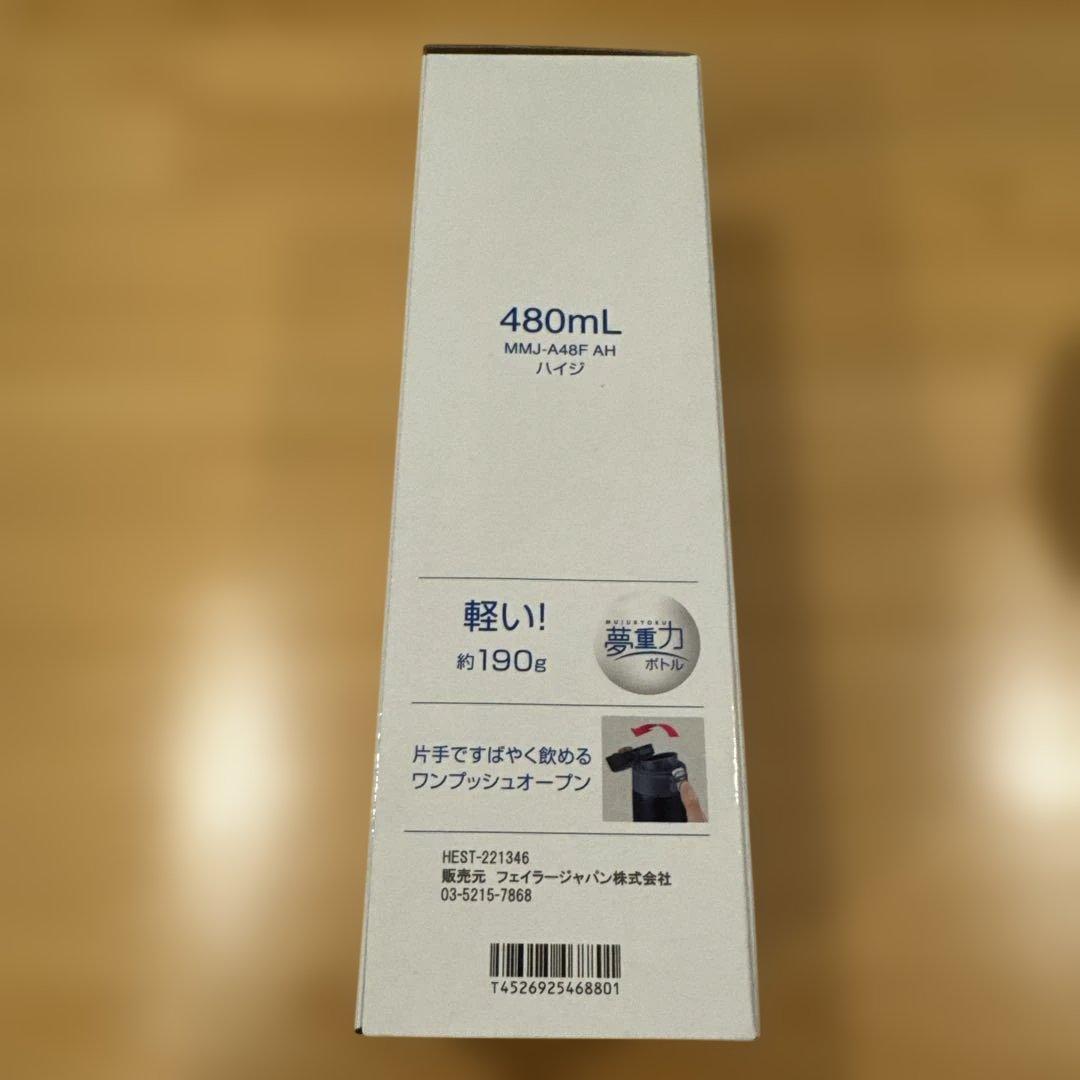 480mL
MMJ-A48F AH
ハイジ
軽い!
約190g
MUJURYOKU
夢重力
ボトル
片手ですばやく飲める
ワンプッシュオープン
HEST-221346
販売元 フェイラージャパン株式会社
03-5215-7868
T4526925468801